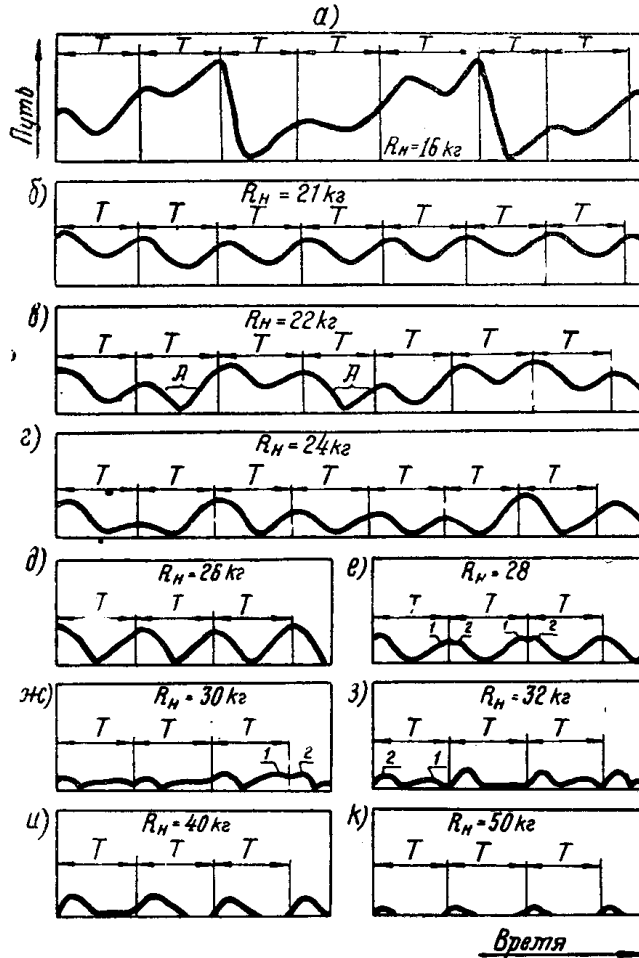 а)
Путь
T T T T T T T
Rн=16 кг
б) Rн=21 кг
T T T T T T T
в) Rн=22 кг
T T T T T T T
A A
г) Rн=24 кг
T T T T T T T
д) Rн=26 кг
T T T
е) Rн=28
T T T
1 2 1 2
ж) Rн=30 кг
T T T
1 2
з) Rн=32 кг
T T T
2 1
и) Rн=40 кг
T T T
к) Rн=50 кг
T T T
Время